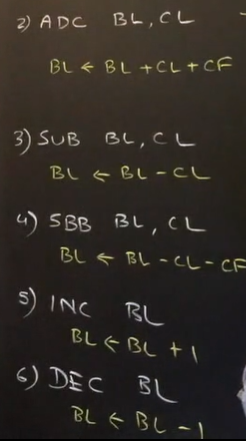 2) ADC BL, CL
BL ← BL + CL + CF
3) SUB BL, CL
BL ← BL - CL
4) SBB BL, CL
BL ← BL - CL - CF
5) INC BL
BL ← BL + 1
6) DEC BL
BL ← BL - 1